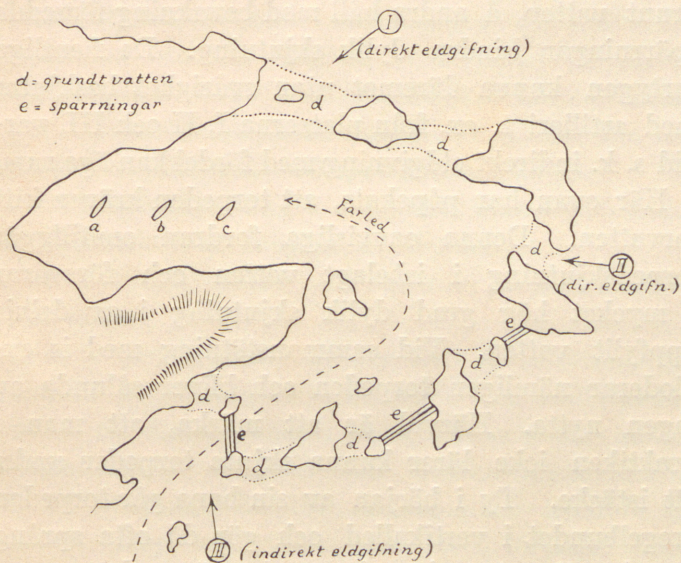 I
(direkt eldgifning)
d = grundt vatten
e = spärrningar
d
d
Farled
a b c
d
II
(dir. eldgifn.)
e
d
d
e
e
d
d
III (indirekt eldgifning)